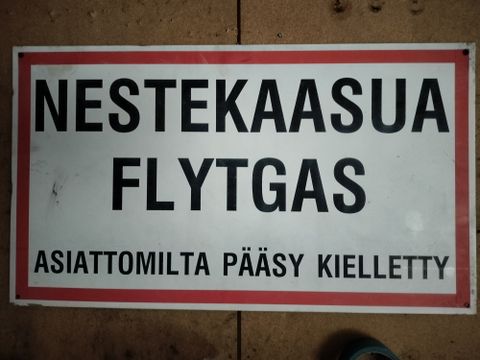 NESTEKAASUA
FLYTGAS
ASIATTOMILTA PÄÄSY KIELLETTY